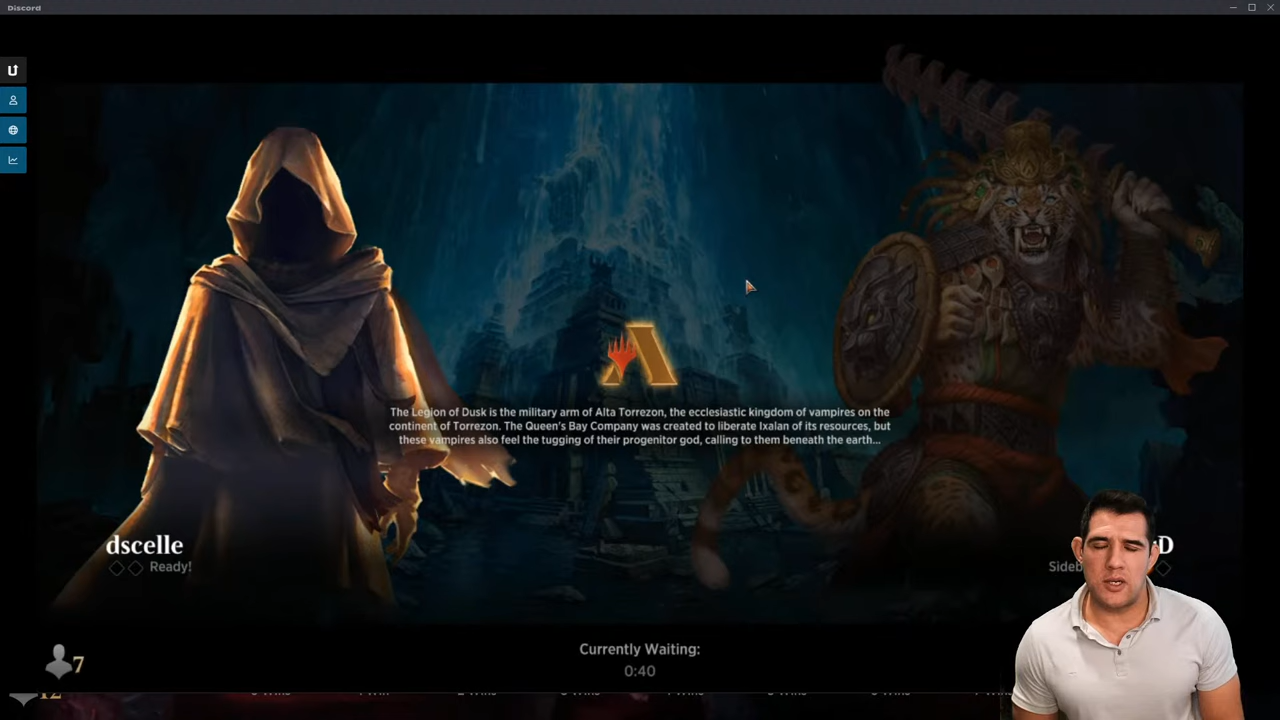 Discord
The Legion of Dusk is the military arm of Alta Torrezon, the ecclesiastic kingdom of vampires on the
continent of Torrezon. The Queen's Bay Company was created to liberate Ixalan of its resources, but
these vampires also feel the tugging of their progenitor god, calling to them beneath the earth...
dscelle
Ready!
D
Sideb
7
Currently Waiting:
0:40
12